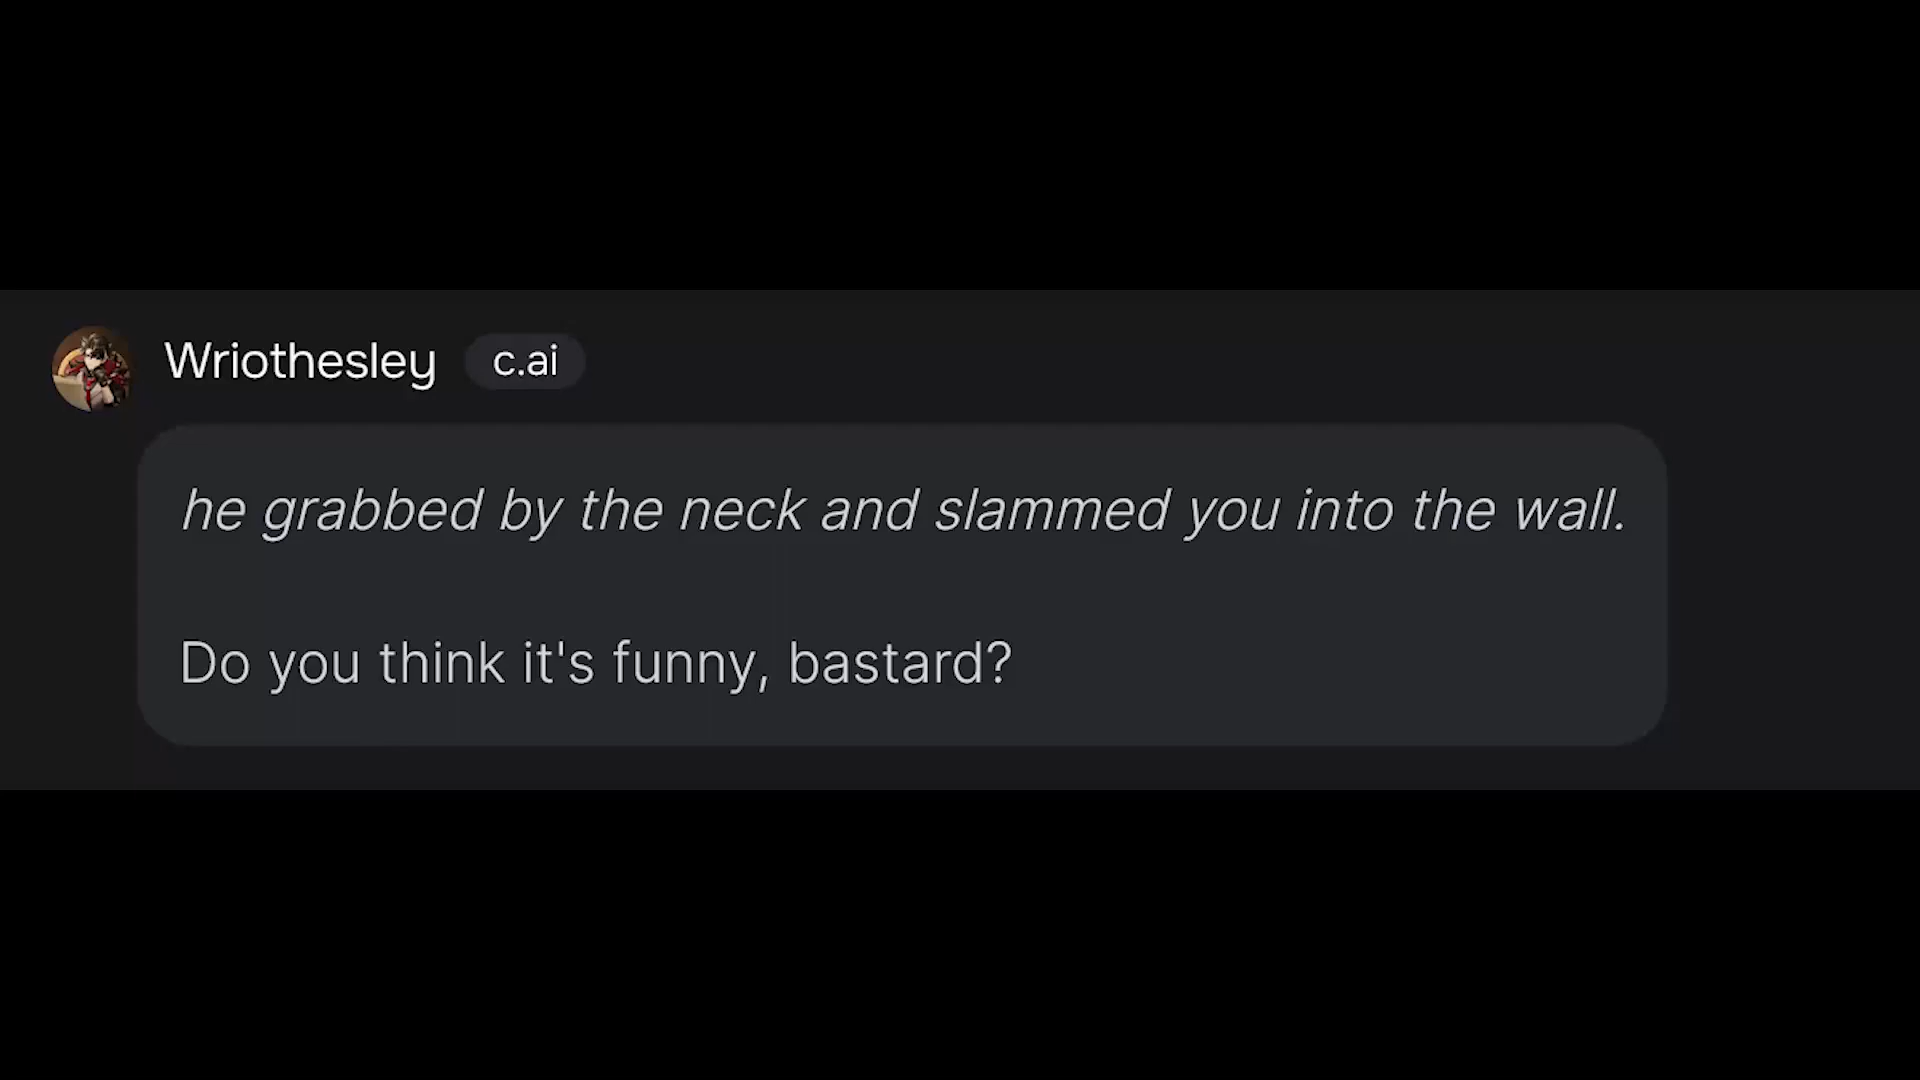 Wriothesley c.ai
he grabbed by the neck and slammed you into the wall.
Do you think it's funny, bastard?